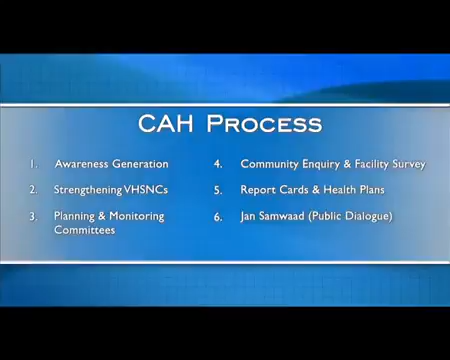 CAH Process
1. Awareness Generation
2. Strengthening VHSNCs
3. Planning & Monitoring
Committees
4. Community Enquiry & Facility Survey
5. Report Cards & Health Plans
6. Jan Samwaad (Public Dialogue)